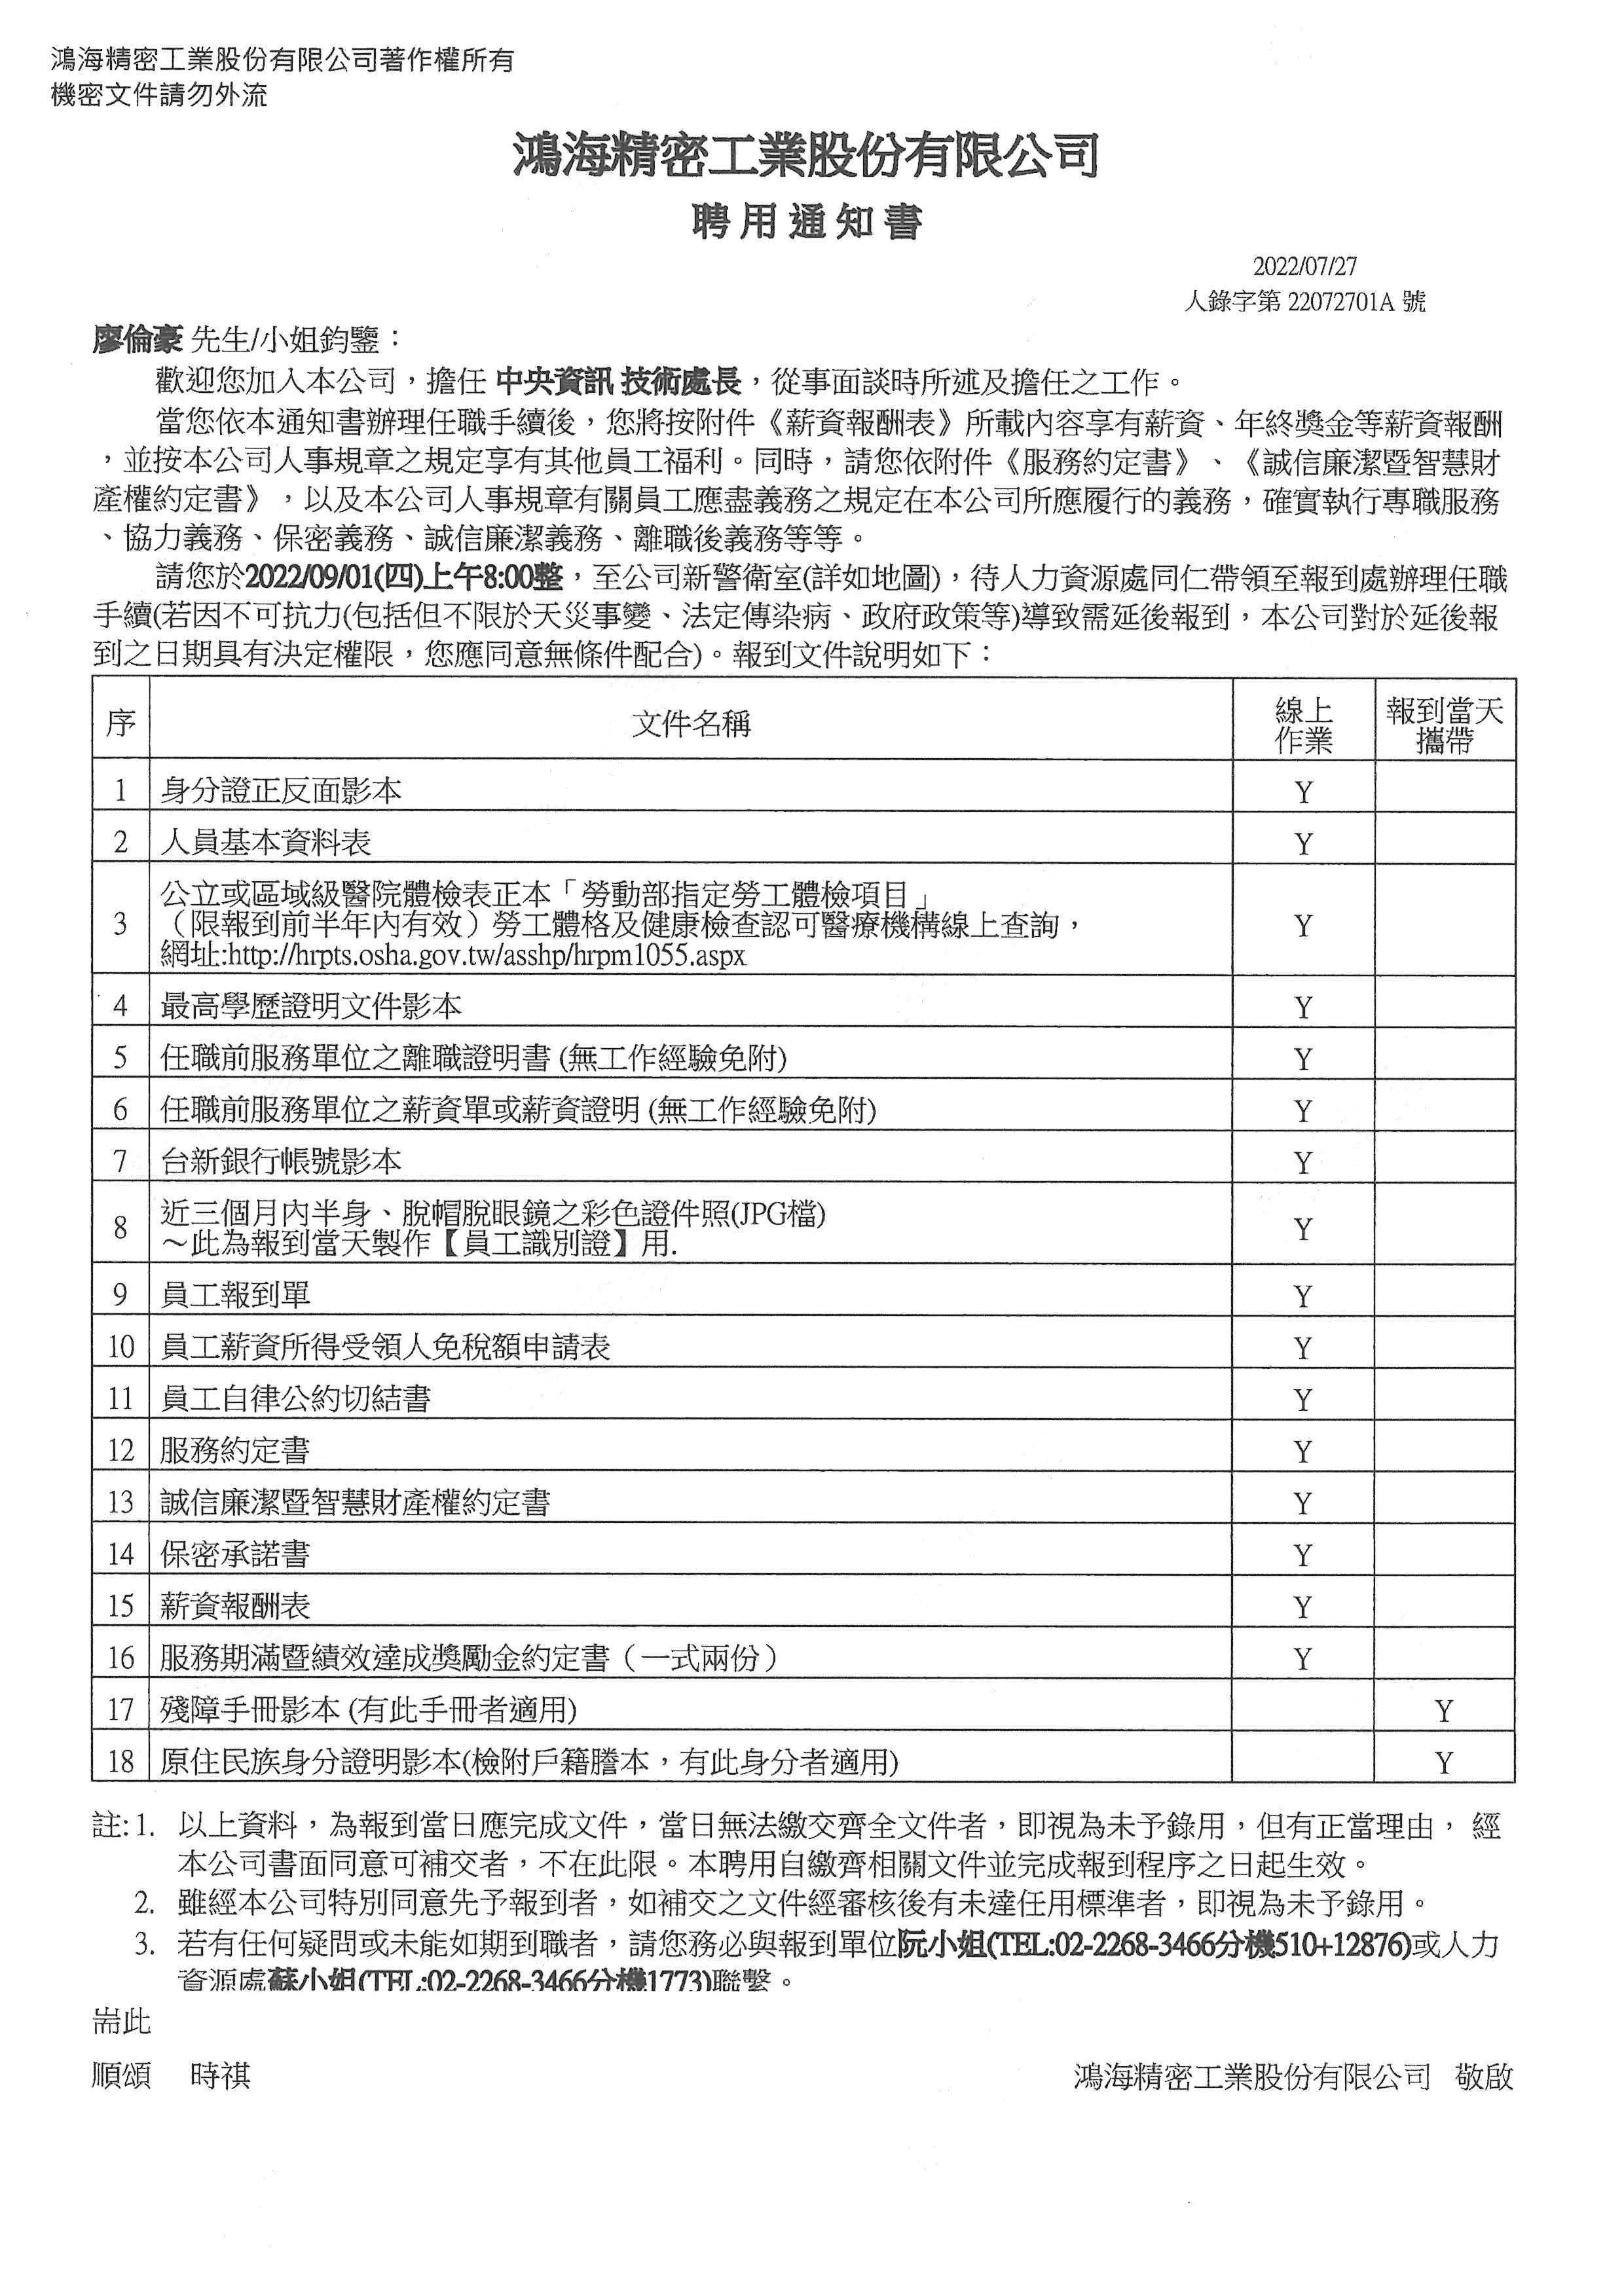 鴻海精密工業股份有限公司著作權所有
機密文件請勿外流
鴻海精密工業股份有限公司
聘用通知書
2022/07/27
人錄字第 22072701A 號
廖倫豪 先生/小姐鈞鑒：
歡迎您加入本公司，擔任 中央資訊 技術處長，從事面談時所述及擔任之工作。
當您依本通知書辦理任職手續後，您將按附件《薪資報酬表》所載內容享有薪資、年終獎金等薪資報酬
，並按本公司人事規章之規定享有其他員工福利。同時，請您依附件《服務約定書》、《誠信廉潔暨智慧財
產權約定書》，以及本公司人事規章有關員工應盡義務之規定在本公司所應履行的義務，確實執行專職服務
、協力義務、保密義務、誠信廉潔義務、離職後義務等等。
請您於2022/09/01(四)上午8:00整，至公司新警衛室(詳如地圖)，待人力資源處同仁帶領至報到處辦理任職
手續(若因不可抗力(包括但不限於天災事變、法定傳染病、政府政策等)導致需延後報到，本公司對於延後報
到之日期具有決定權限，您應同意無條件配合)。報到文件說明如下：
序 文件名稱 線上作業 報到當天攜帶
1 身分證正反面影本 Y
2 人員基本資料表 Y
3 公立或區域級醫院體檢表正本「勞動部指定勞工體檢項目」
（限報到前半年內有效）勞工體格及健康檢查認可醫療機構線上查詢， Y
網址:http://hrpts.osha.gov.tw/asshp/hrpm1055.aspx
4 最高學歷證明文件影本 Y
5 任職前服務單位之離職證明書 (無工作經驗免附) Y
6 任職前服務單位之薪資單或薪資證明 (無工作經驗免附) Y
7 台新銀行帳號影本 Y
8 近三個月內半身、脫帽脫眼鏡之彩色證件照(JPG檔) Y
～此為報到當天製作【員工識別證】用.
9 員工報到單 Y
10 員工薪資所得受領人免稅額申請表 Y
11 員工自律公約切結書 Y
12 服務約定書 Y
13 誠信廉潔暨智慧財產權約定書 Y
14 保密承諾書 Y
15 薪資報酬表 Y
16 服務期滿暨績效達成獎勵金約定書（一式兩份） Y
17 殘障手冊影本 (有此手冊者適用) Y
18 原住民族身分證明影本(檢附戶籍謄本，有此身分者適用) Y
註: 1. 以上資料，為報到當日應完成文件，當日無法繳交齊全文件者，即視為未予錄用，但有正當理由， 經
本公司書面同意可補交者，不在此限。本聘用自繳齊相關文件並完成報到程序之日起生效。
2. 雖經本公司特別同意先予報到者，如補交之文件經審核後有未達任用標準者，即視為未予錄用。
3. 若有任何疑問或未能如期到職者，請您務必與報到單位阮小姐(TEL:02-2268-3466分機510+12876)或人力
資源處蘇小姐(TEL:02-2268-3466分機1773)聯繫。
耑此
順頌 時祺
鴻海精密工業股份有限公司 敬啟